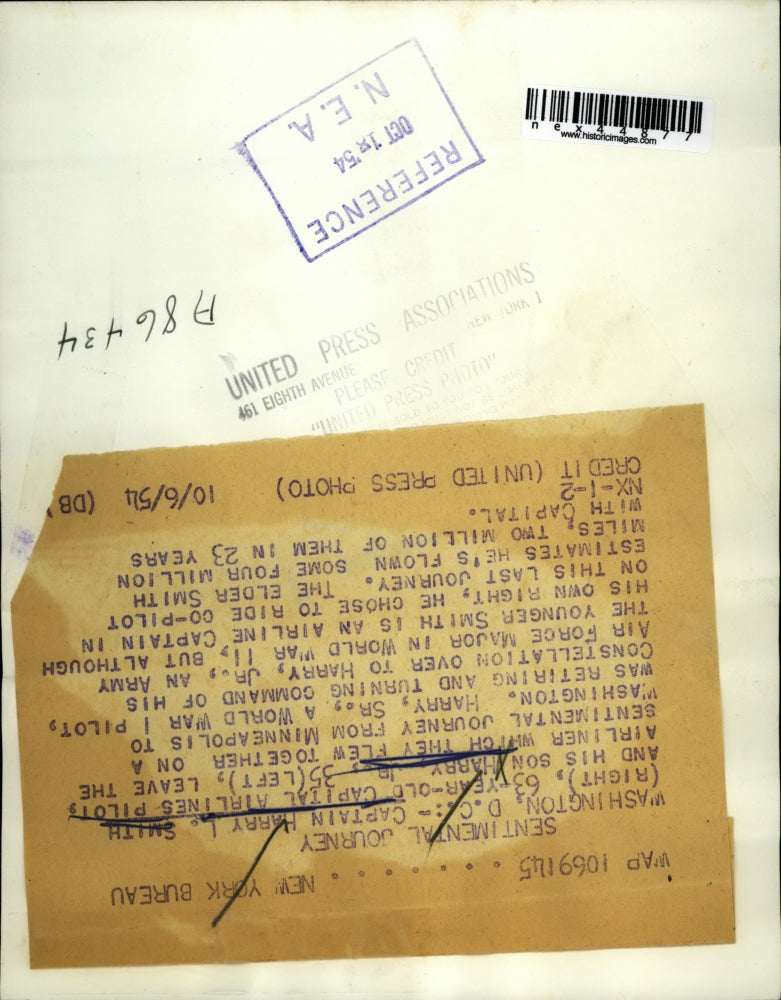 nex44877
www.historicimages.com
REFERENCE
OCT 1 '54
N. E. A.
A86434
UNITED PRESS ASSOCIATIONS
461 EIGHTH AVENUE NEW YORK 1
PLEASE CREDIT
"UNITED PRESS PHOTO"
WAP 1069145 . . . . . . . NEW YORK BUREAU
SENTIMENTAL JOURNEY
WASHINGTON, D.C.:- CAPTAIN HARRY L. SMITH
(RIGHT), 63-YEAR-OLD CAPITAL AIRLINES PILOT,
AND HIS SON HARRY JR., 35 (LEFT), LEAVE THE
AIRLINER WHICH THEY FLEW TOGETHER ON A
SENTIMENTAL JOURNEY FROM MINNEAPOLIS TO
WASHINGTON. HARRY, SR., A WORLD WAR I PILOT,
WAS RETIRING AND TURNING COMMAND OF HIS
CONSTELLATION OVER TO HARRY, JR., AN ARMY
AIR FORCE MAJOR IN WORLD WAR II, BUT ALTHOUGH
THE YOUNGER SMITH IS AN AIRLINE CAPTAIN IN
HIS OWN RIGHT, HE CHOSE TO RIDE CO-PILOT
ON THIS LAST JOURNEY. THE ELDER SMITH
ESTIMATES HE'S FLOWN SOME FOUR MILLION
MILES, TWO MILLION OF THEM IN 23 YEARS
WITH CAPITAL.
NX-1-2
CREDIT (UNITED PRESS PHOTO) 10/6/54 (DB)